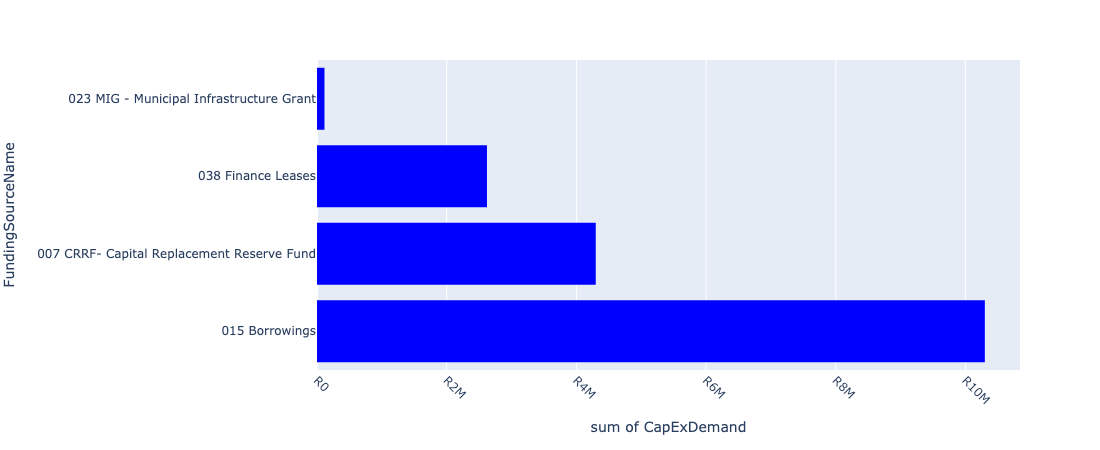 FundingSourceName
023 MIG - Municipal Infrastructure Grant
038 Finance Leases
007 CRRF- Capital Replacement Reserve Fund
015 Borrowings
R0
R2M
R4M
R6M
R8M
R10M
sum of CapExDemand